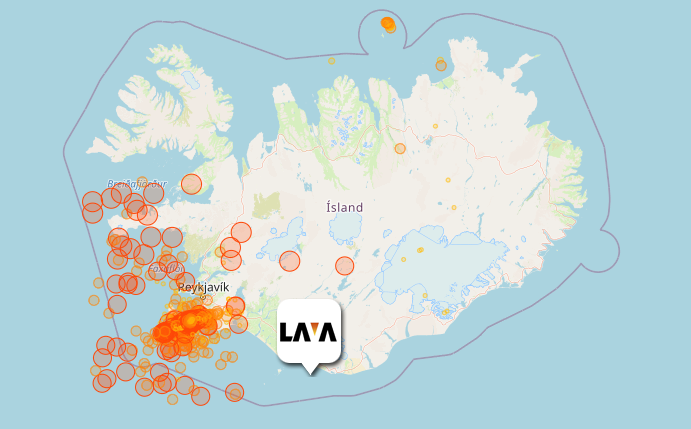 Breiðafjörður
Ísland
Faxaflói
Reykjavík
LAVA